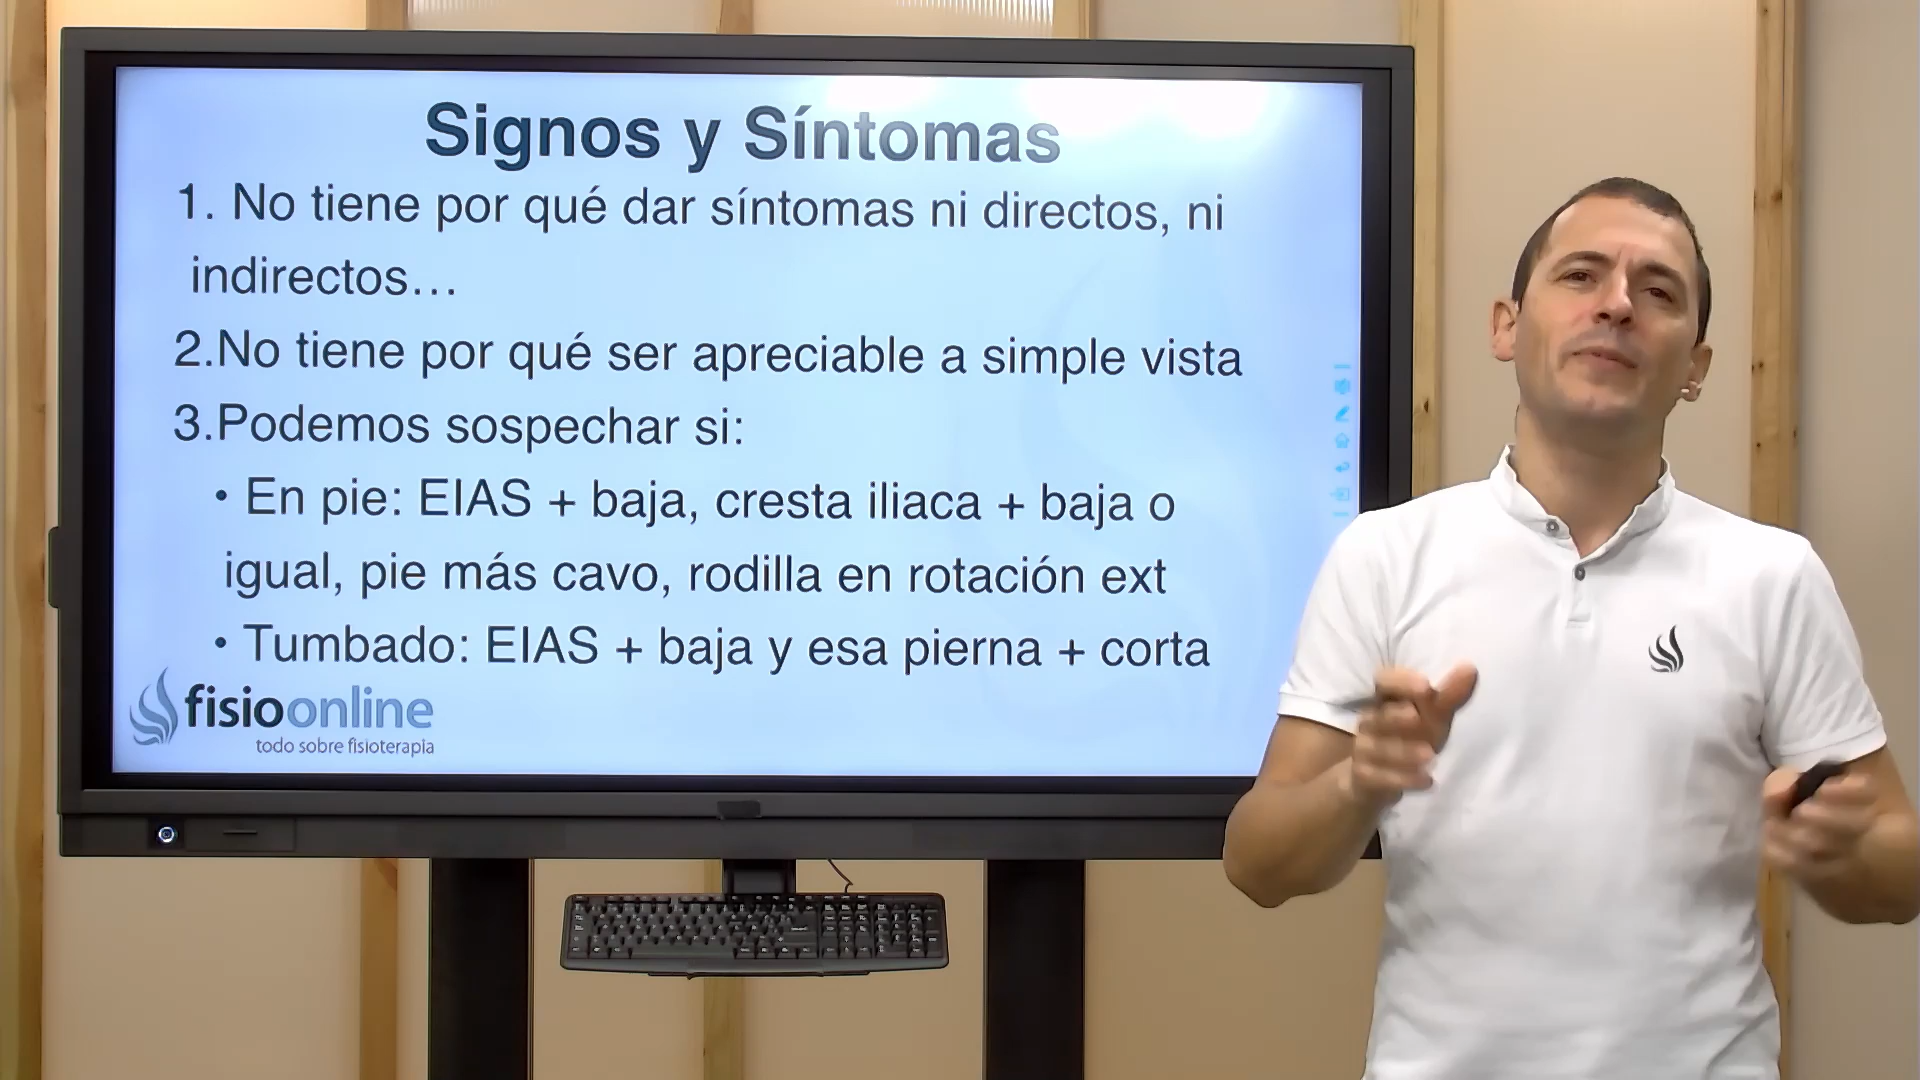 Signos y Síntomas
1. No tiene por qué dar síntomas ni directos, ni
indirectos...
2.No tiene por qué ser apreciable a simple vista
3.Podemos sospechar si:
• En pie: EIAS + baja, cresta iliaca + baja o
igual, pie más cavo, rodilla en rotación ext
• Tumbado: EIAS + baja y esa pierna + corta
fisioonline
todo sobre fisioterapia